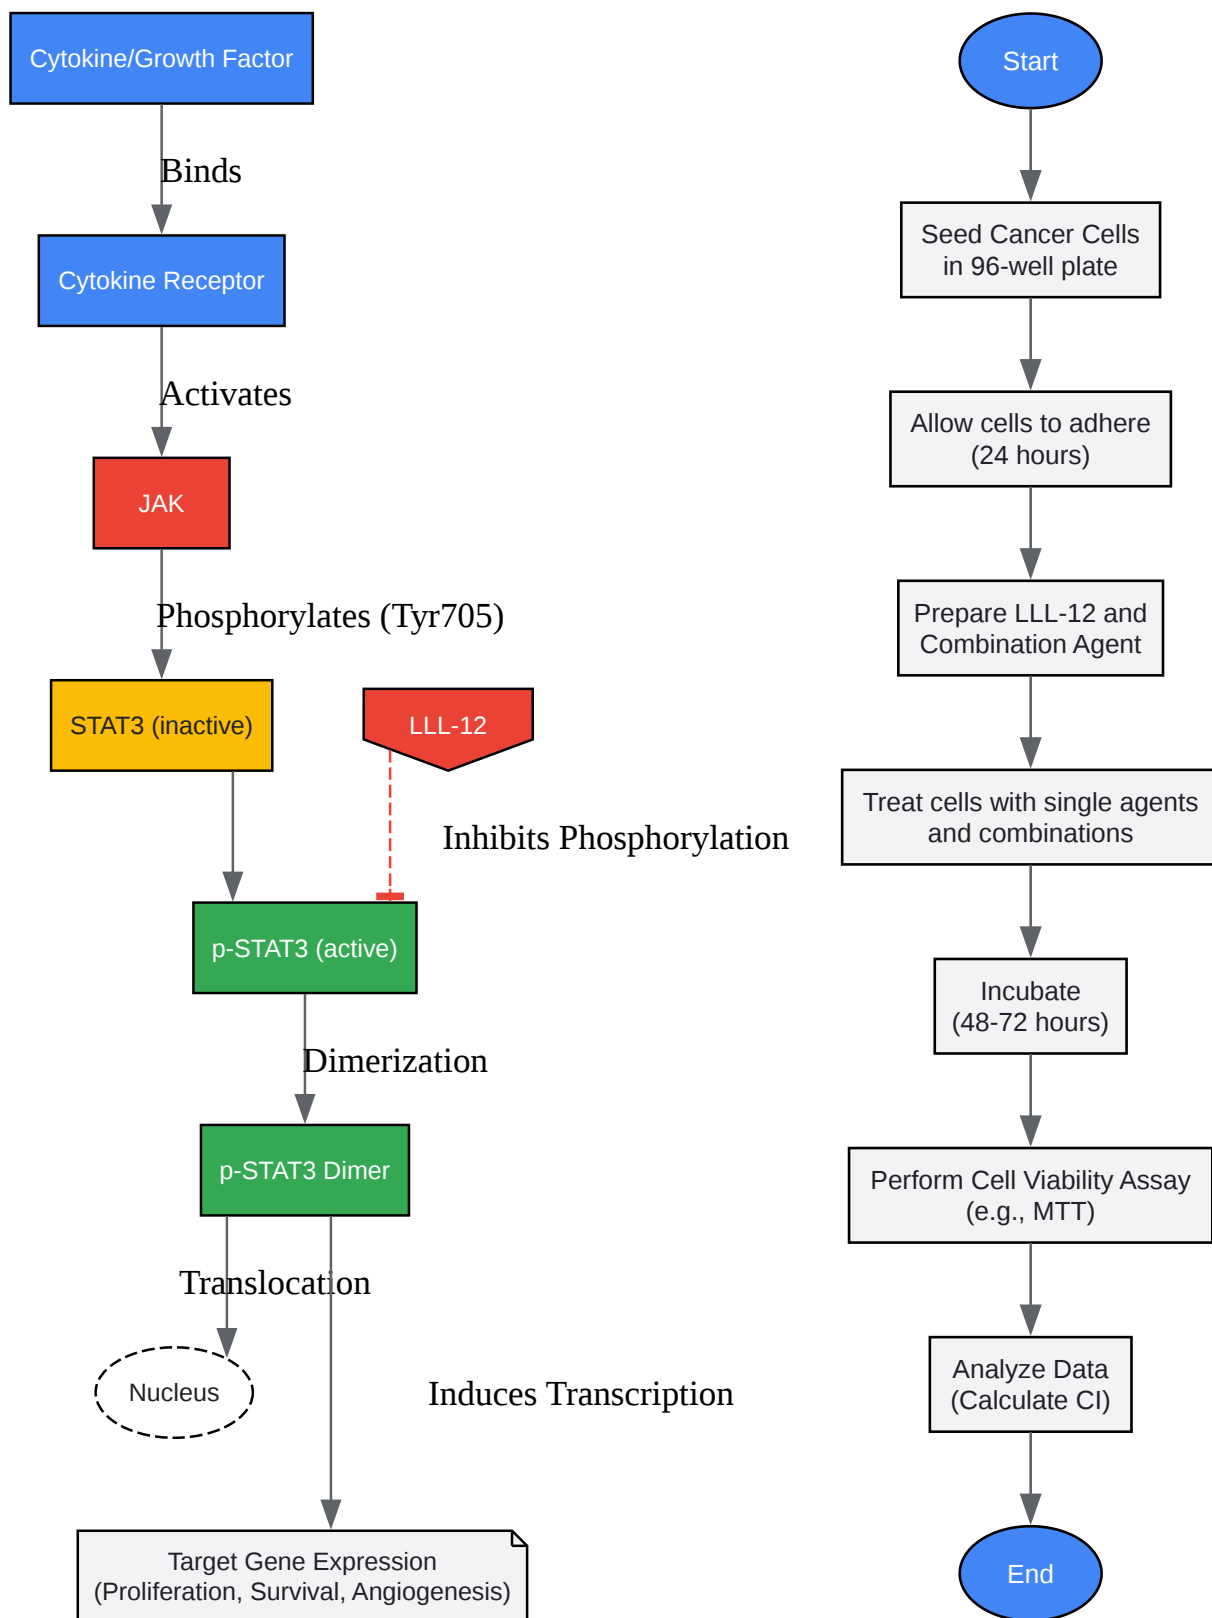 Cytokine/Growth Factor
Binds
Cytokine Receptor
Activates
JAK
Phosphorylates (Tyr705)
STAT3 (inactive)
LLL-12
Inhibits Phosphorylation
p-STAT3 (active)
Dimerization
p-STAT3 Dimer
Translocation
Nucleus
Induces Transcription
Target Gene Expression
(Proliferation, Survival, Angiogenesis)
Start
Seed Cancer Cells
in 96-well plate
Allow cells to adhere
(24 hours)
Prepare LLL-12 and
Combination Agent
Treat cells with single agents
and combinations
Incubate
(48-72 hours)
Perform Cell Viability Assay
(e.g., MTT)
Analyze Data
(Calculate CI)
End